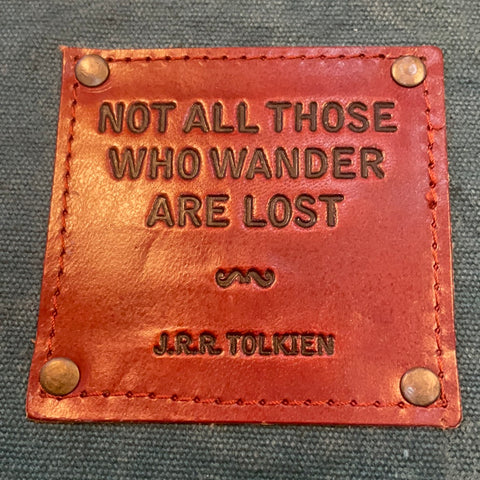 NOT ALL THOSE
WHO WANDER
ARE LOST
J.R.R. TOLKIEN